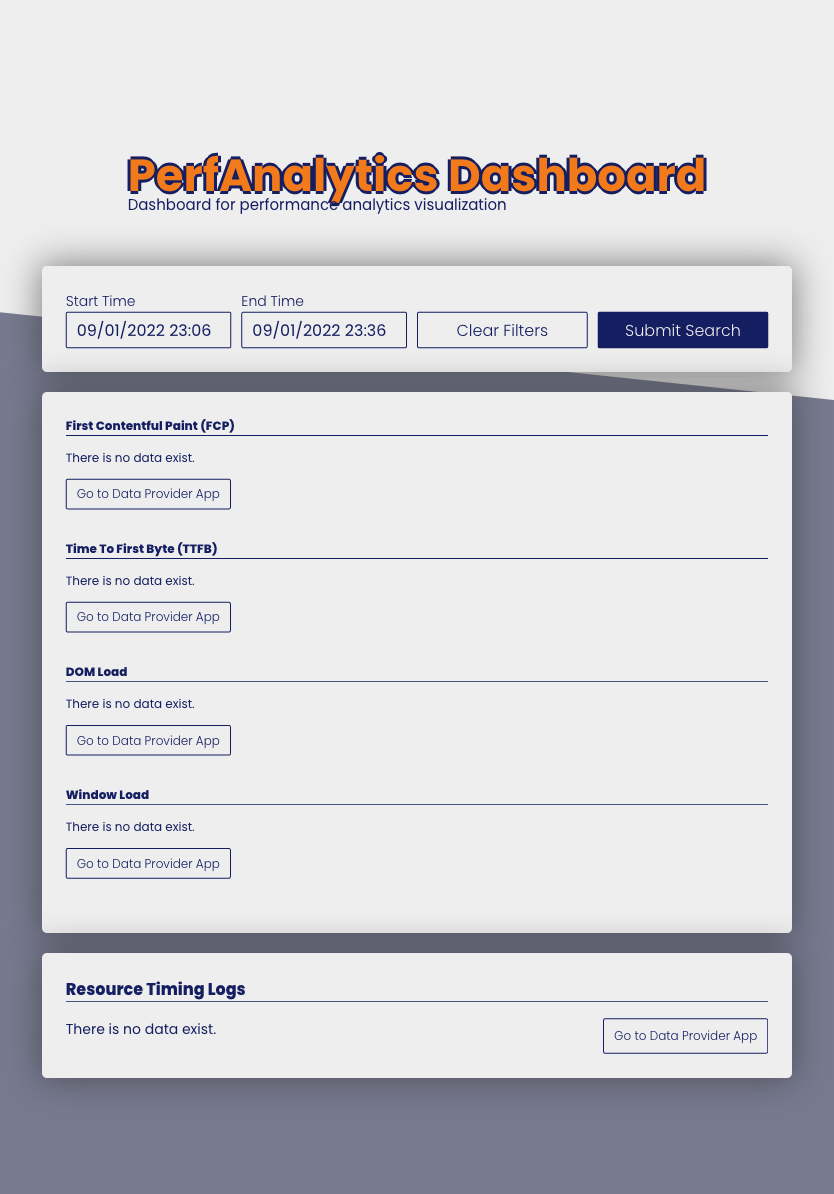 PerfAnalytics Dashboard
Dashboard for performance analytics visualization
Start Time
End Time
09/01/2022 23:06
09/01/2022 23:36
Clear Filters
Submit Search
First Contentful Paint (FCP)
There is no data exist.
Go to Data Provider App
Time To First Byte (TTFB)
There is no data exist.
Go to Data Provider App
DOM Load
There is no data exist.
Go to Data Provider App
Window Load
There is no data exist.
Go to Data Provider App
Resource Timing Logs
There is no data exist.
Go to Data Provider App